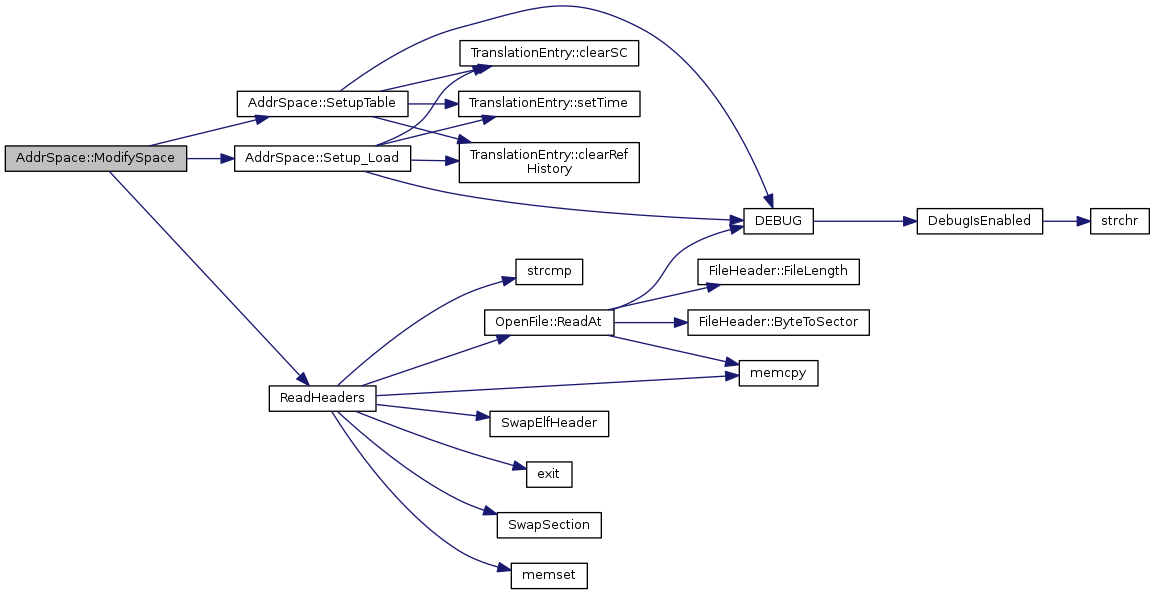 TranslationEntry::clearSC
AddrSpace::SetupTable
TranslationEntry::setTime
AddrSpace::ModifySpace
AddrSpace::Setup_Load
TranslationEntry::clearRef
History
DEBUG
DebugIsEnabled
strchr
strcmp
FileHeader::FileLength
OpenFile::ReadAt
FileHeader::ByteToSector
memcpy
ReadHeaders
SwapElfHeader
exit
SwapSection
memset